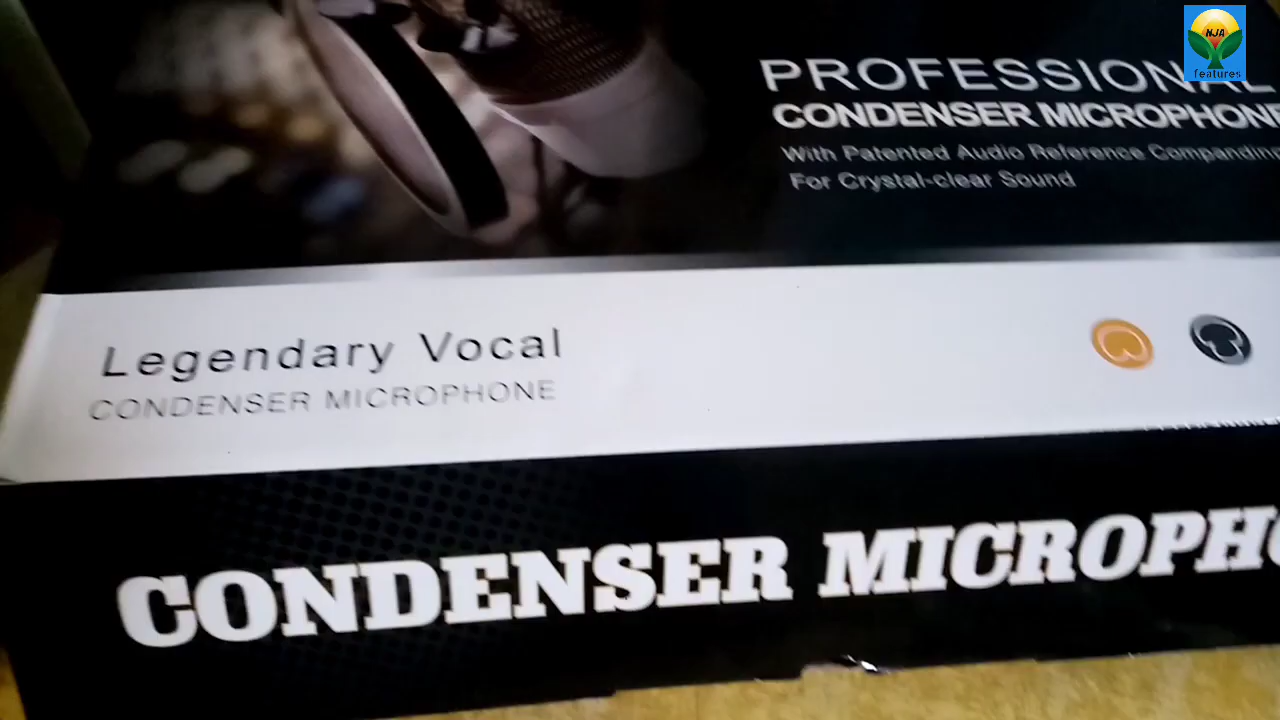 NJA
features
PROFESSIONAL
CONDENSER MICROPHONE
With Patented Audio Reference Companding
For Crystal-clear Sound
Legendary Vocal
CONDENSER MICROPHONE
CONDENSER MICROPHO